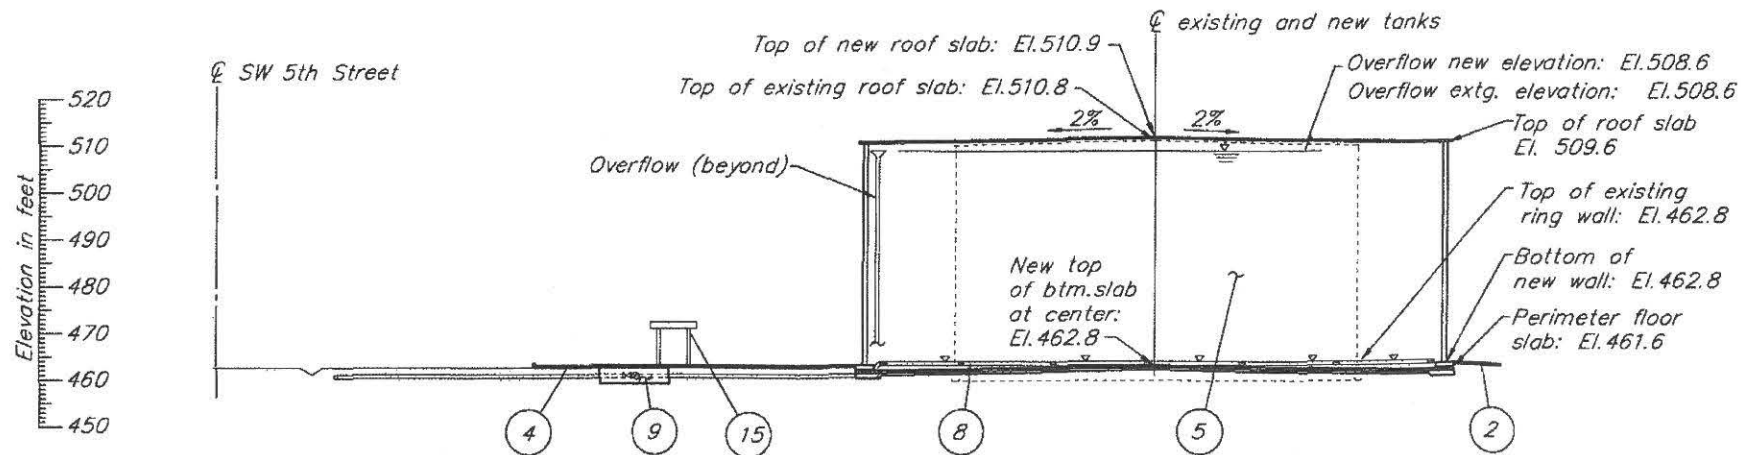 ℄ existing and new tanks
Top of new roof slab: El.510.9
℄ SW 5th Street
Overflow new elevation: El.508.6
Top of existing roof slab: El.510.8
Overflow extg. elevation: El.508.6
2% 2%
Top of roof slab
El. 509.6
Overflow (beyond)
Top of existing
ring wall: El.462.8
New top
of btm.slab
at center:
El.462.8
Bottom of
new wall: El.462.8
Perimeter floor
slab: El.461.6
Elevation in feet
520
510
500
490
480
470
460
450
4 9 15 8 5 2